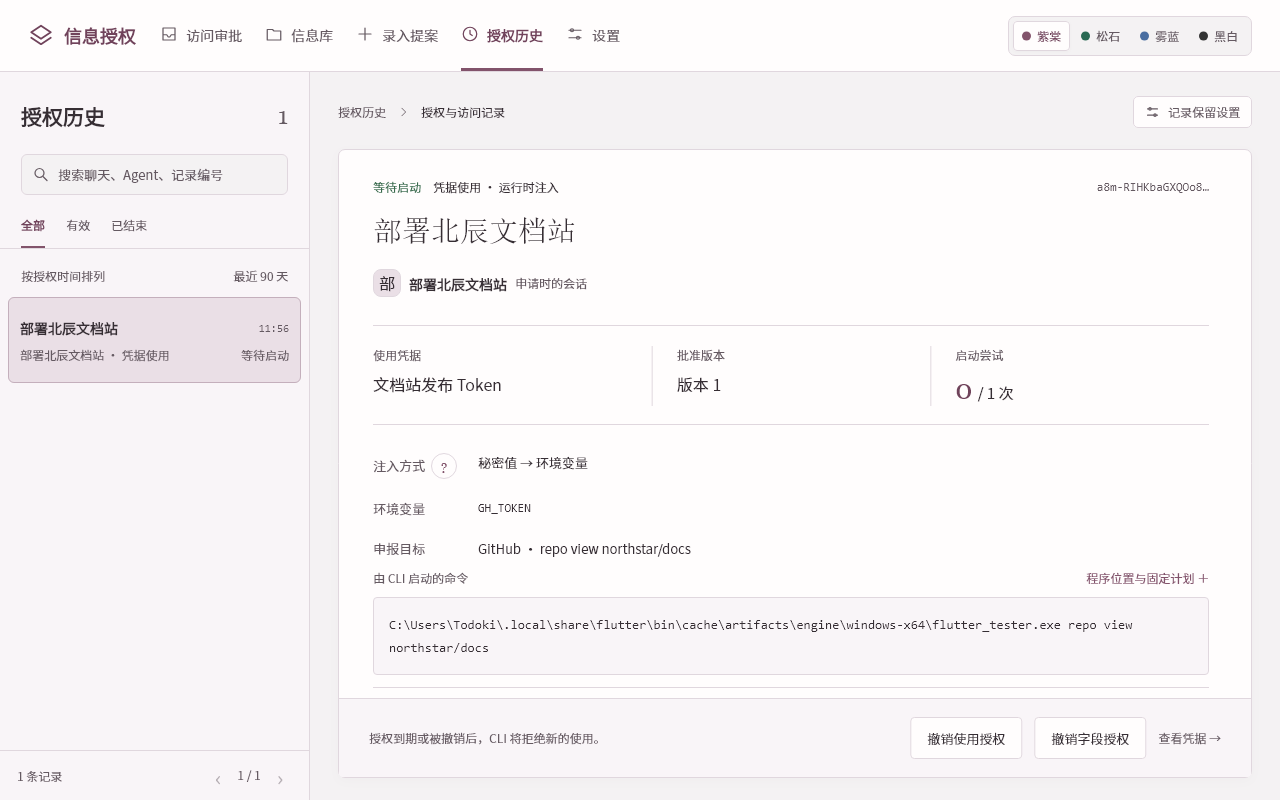 信息授权
访问审批
信息库
录入提案
授权历史
设置
紫棠
松石
雾蓝
黑白
授权历史
1
搜索聊天、Agent、记录编号
全部
有效
已结束
按授权时间排列
最近 90 天
部署北辰文档站
11:56
部署北辰文档站 · 凭据使用
等待启动
1 条记录
‹ 1 / 1 ›
授权历史 > 授权与访问记录
记录保留设置
等待启动 凭据使用 · 运行时注入
a8m-RIHKbaGXQOo8…
部署北辰文档站
部 部署北辰文档站 申请时的会话
使用凭据
文档站发布 Token
批准版本
版本 1
启动尝试
0 / 1 次
注入方式 ? 秘密值 → 环境变量
环境变量 GH_TOKEN
申报目标 GitHub · repo view northstar/docs
由 CLI 启动的命令
程序位置与固定计划 +
C:\Users\Todoki\.local\share\flutter\bin\cache\artifacts\engine\windows-x64\flutter_tester.exe repo view
northstar/docs
授权到期或被撤销后，CLI 将拒绝新的使用。
撤销使用授权
撤销字段授权
查看凭据 →